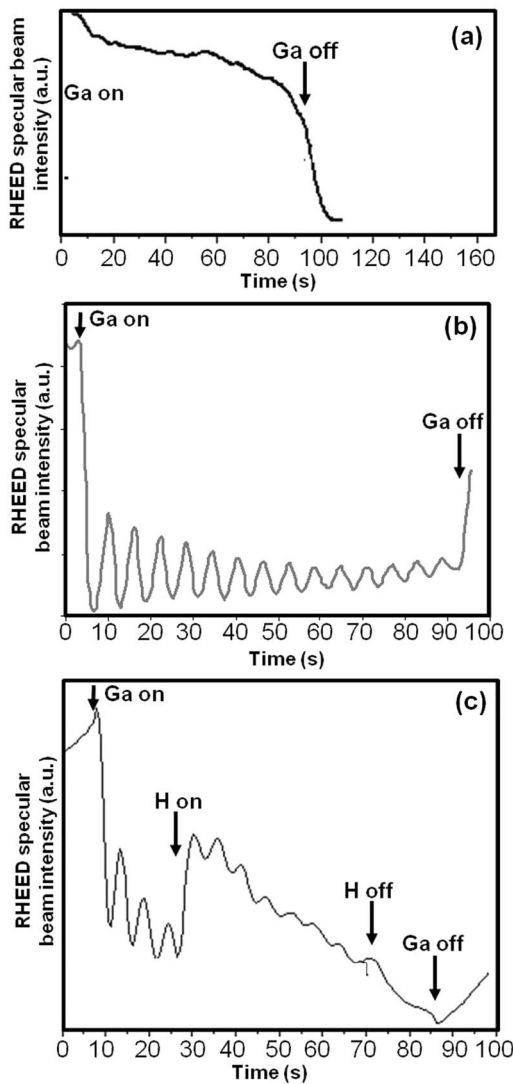 (a)
Ga off
Ga on
RHEED specular beam
intensity (a.u.)
0 20 40 60 80 100 120 140 160
Time (s)
(b)
Ga on
Ga off
RHEED specular
beam intensity (a.u.)
0 10 20 30 40 50 60 70 80 90 100
Time (s)
(c)
Ga on
H on
H off
Ga off
RHEED specular
beam intensity (a.u.)
0 10 20 30 40 50 60 70 80 90 100
Time (s)